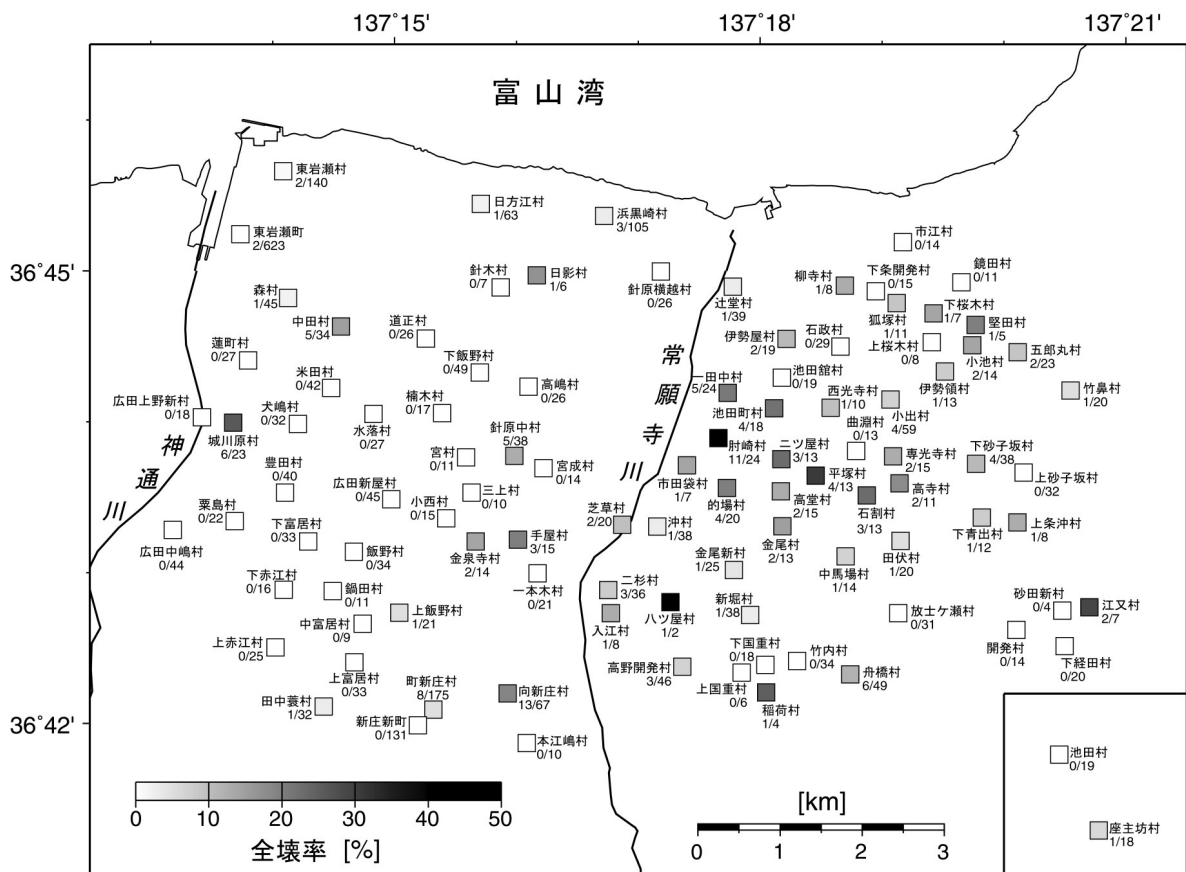 137°15'
137°18'
137°21'
富山湾
36°45'
36°42'
東岩瀬村
2/140
日方江村
1/63
浜黒崎村
3/105
東岩瀬町
2/623
市江村
0/14
針木村
0/7
日影村
1/6
針原横越村
0/26
柳寺村
1/8
下条開発村
0/15
鏡田村
0/11
森村
1/45
辻堂村
1/39
狐塚村
1/11
下桜木村
1/7
中田村
5/34
道正村
0/26
伊勢屋村
2/19
石政村
0/29
上桜木村
0/8
堅田村
1/5
小池村
2/14
五郎丸村
2/23
蓮町村
0/27
米田村
0/42
下飯野村
0/49
高嶋村
0/26
一田中村
5/24
池田舘村
0/19
伊勢領村
1/13
竹鼻村
1/20
広田上野新村
0/18
城川原村
6/23
犬嶋村
0/32
水落村
0/27
楠木村
0/17
針原中村
5/38
池田町村
4/18
西光寺村
1/10
小出村
4/59
肘崎村
11/24
曲淵村
0/13
豊田村
0/40
広田新屋村
0/45
宮村
0/11
宮成村
0/14
市田袋村
1/7
二ツ屋村
3/13
平塚村
4/13
専光寺村
2/15
下砂子坂村
4/38
上砂子坂村
0/32
粟島村
0/22
小西村
0/15
三上村
0/10
的場村
4/20
高堂村
2/15
石割村
3/13
高寺村
2/11
広田中嶋村
0/44
下富居村
0/33
飯野村
0/34
金泉寺村
2/14
手屋村
3/15
芝草村
2/20
沖村
1/38
金尾村
2/13
田伏村
1/20
下青出村
1/12
上条沖村
1/8
下赤江村
0/16
鍋田村
0/11
一本木村
0/21
金尾新村
1/25
中馬場村
1/14
中富居村
0/9
上飯野村
1/21
二杉村
3/36
入江村
1/8
八ツ屋村
1/2
新堀村
1/38
放士ケ瀬村
0/31
砂田新村
0/4
江又村
2/7
上赤江村
0/25
上富居村
0/33
高野開発村
3/46
下国重村
0/18
竹内村
0/34
開発村
0/14
下経田村
0/20
田中蓑村
1/32
町新庄村
8/175
向新庄村
13/67
上国重村
0/6
稲荷村
1/4
舟橋村
6/49
新庄新町
0/131
本江嶋村
0/10
池田村
0/19
座主坊村
1/18
神通川
常願寺川
0 10 20 30 40 50
全壊率 [%]
[km]
0 1 2 3